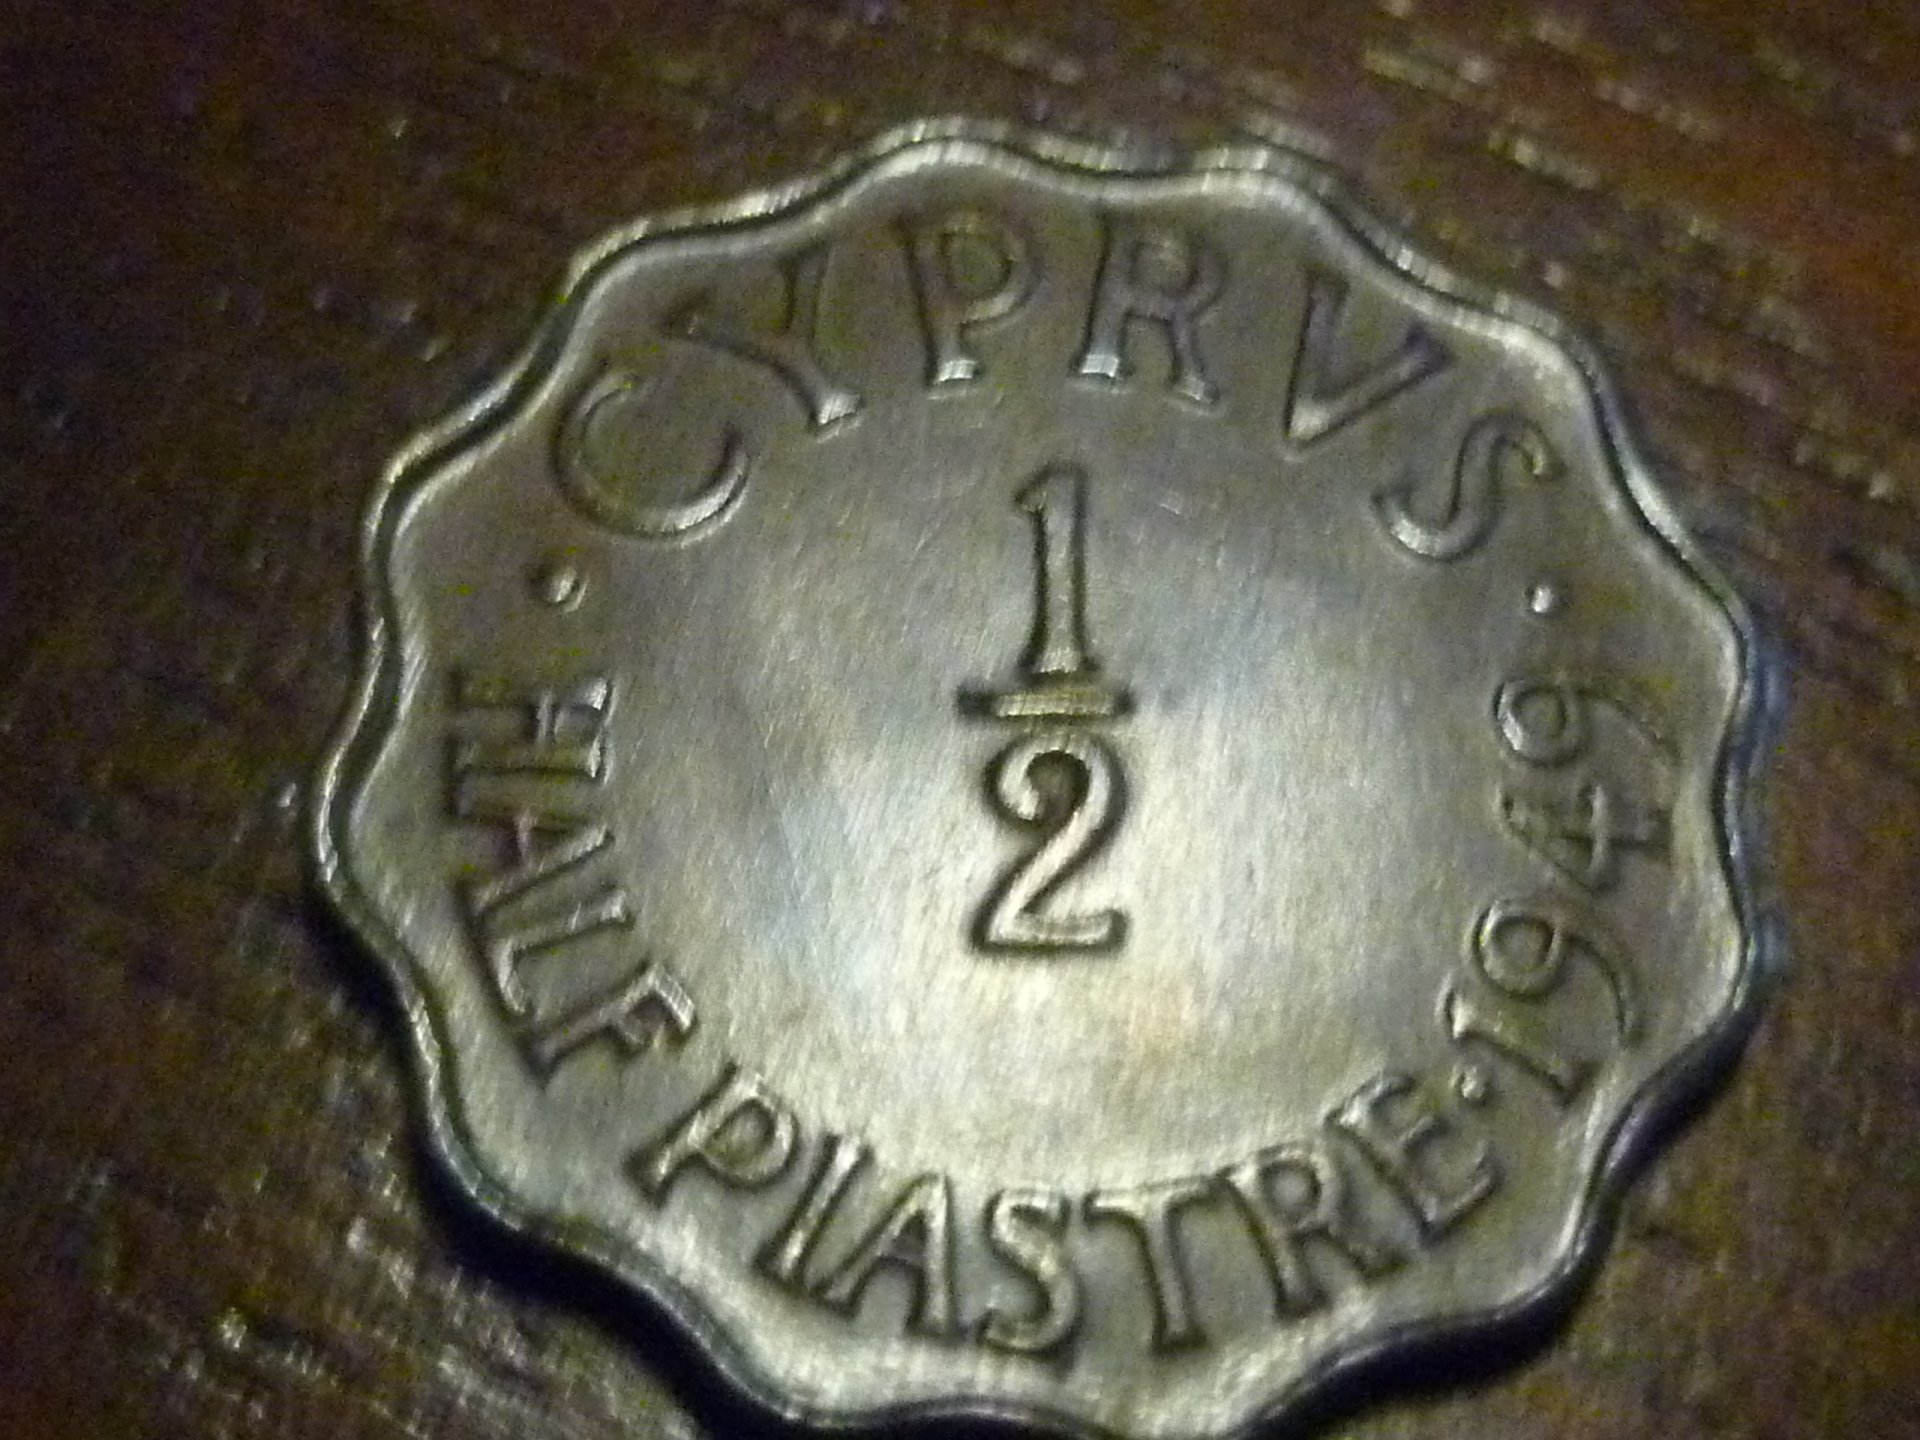 CYPRVS
1
2
HALF PIASTRE · 1949 ·